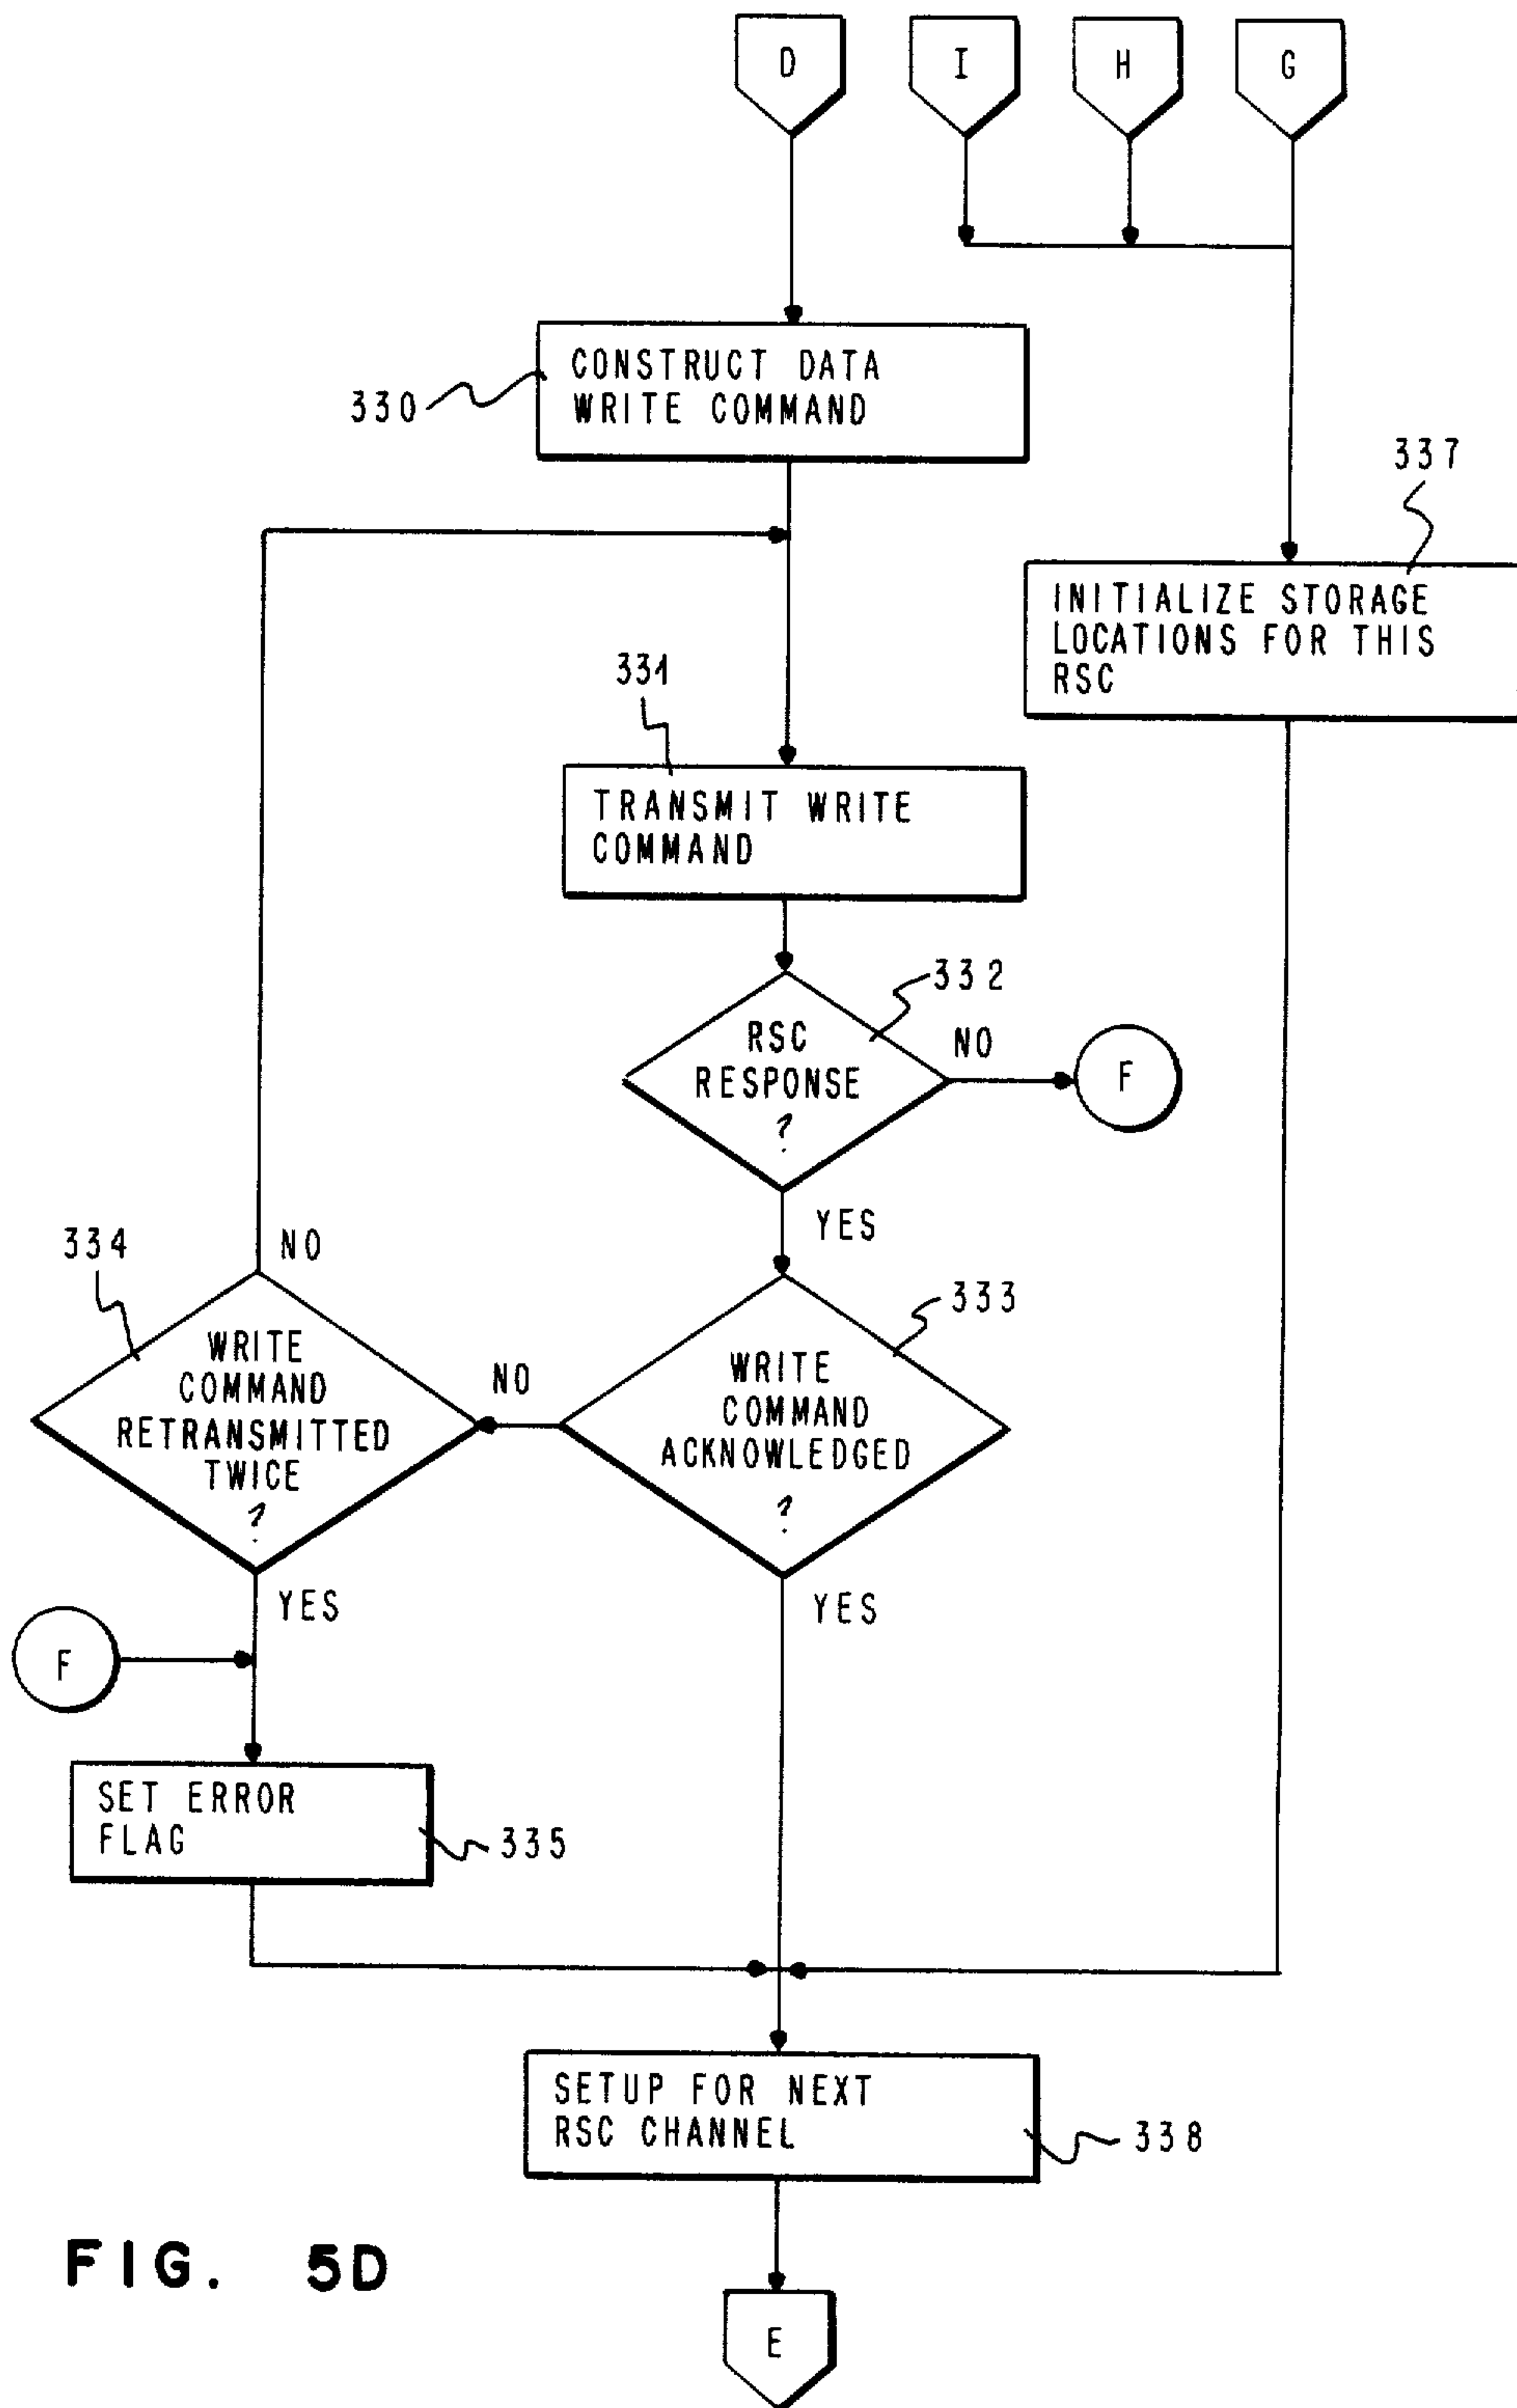 D
I
H
G
CONSTRUCT DATA
WRITE COMMAND
330
337
INITIALIZE STORAGE
LOCATIONS FOR THIS
RSC
331
TRANSMIT WRITE
COMMAND
332
RSC
RESPONSE
?
NO
F
YES
334
NO
333
WRITE
COMMAND
RETRANSMITTED
TWICE
?
NO
WRITE
COMMAND
ACKNOWLEDGED
?
YES
YES
F
SET ERROR
FLAG
335
SETUP FOR NEXT
RSC CHANNEL
338
FIG. 5D
E